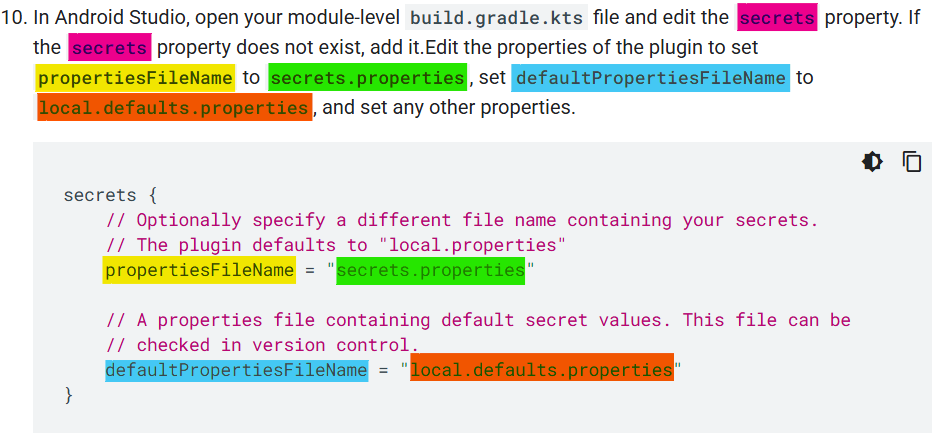 10. In Android Studio, open your module-level build.gradle.kts file and edit the secrets property. If
the secrets property does not exist, add it.Edit the properties of the plugin to set
propertiesFileName to secrets.properties, set defaultPropertiesFileName to
local.defaults.properties, and set any other properties.
secrets {
    // Optionally specify a different file name containing your secrets.
    // The plugin defaults to "local.properties"
    propertiesFileName = "secrets.properties"
    // A properties file containing default secret values. This file can be
    // checked in version control.
    defaultPropertiesFileName = "local.defaults.properties"
}